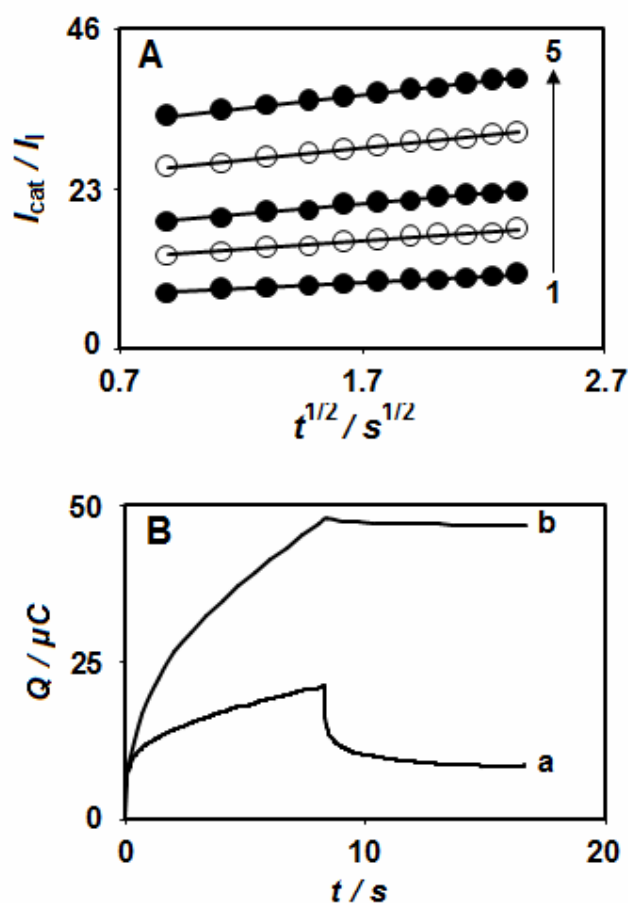 46
A
5
I_cat / I_l
23
1
0
0.7
1.7
2.7
t^{1/2} / s^{1/2}
50
B
b
Q / μC
25
a
0
0
10
20
t / s